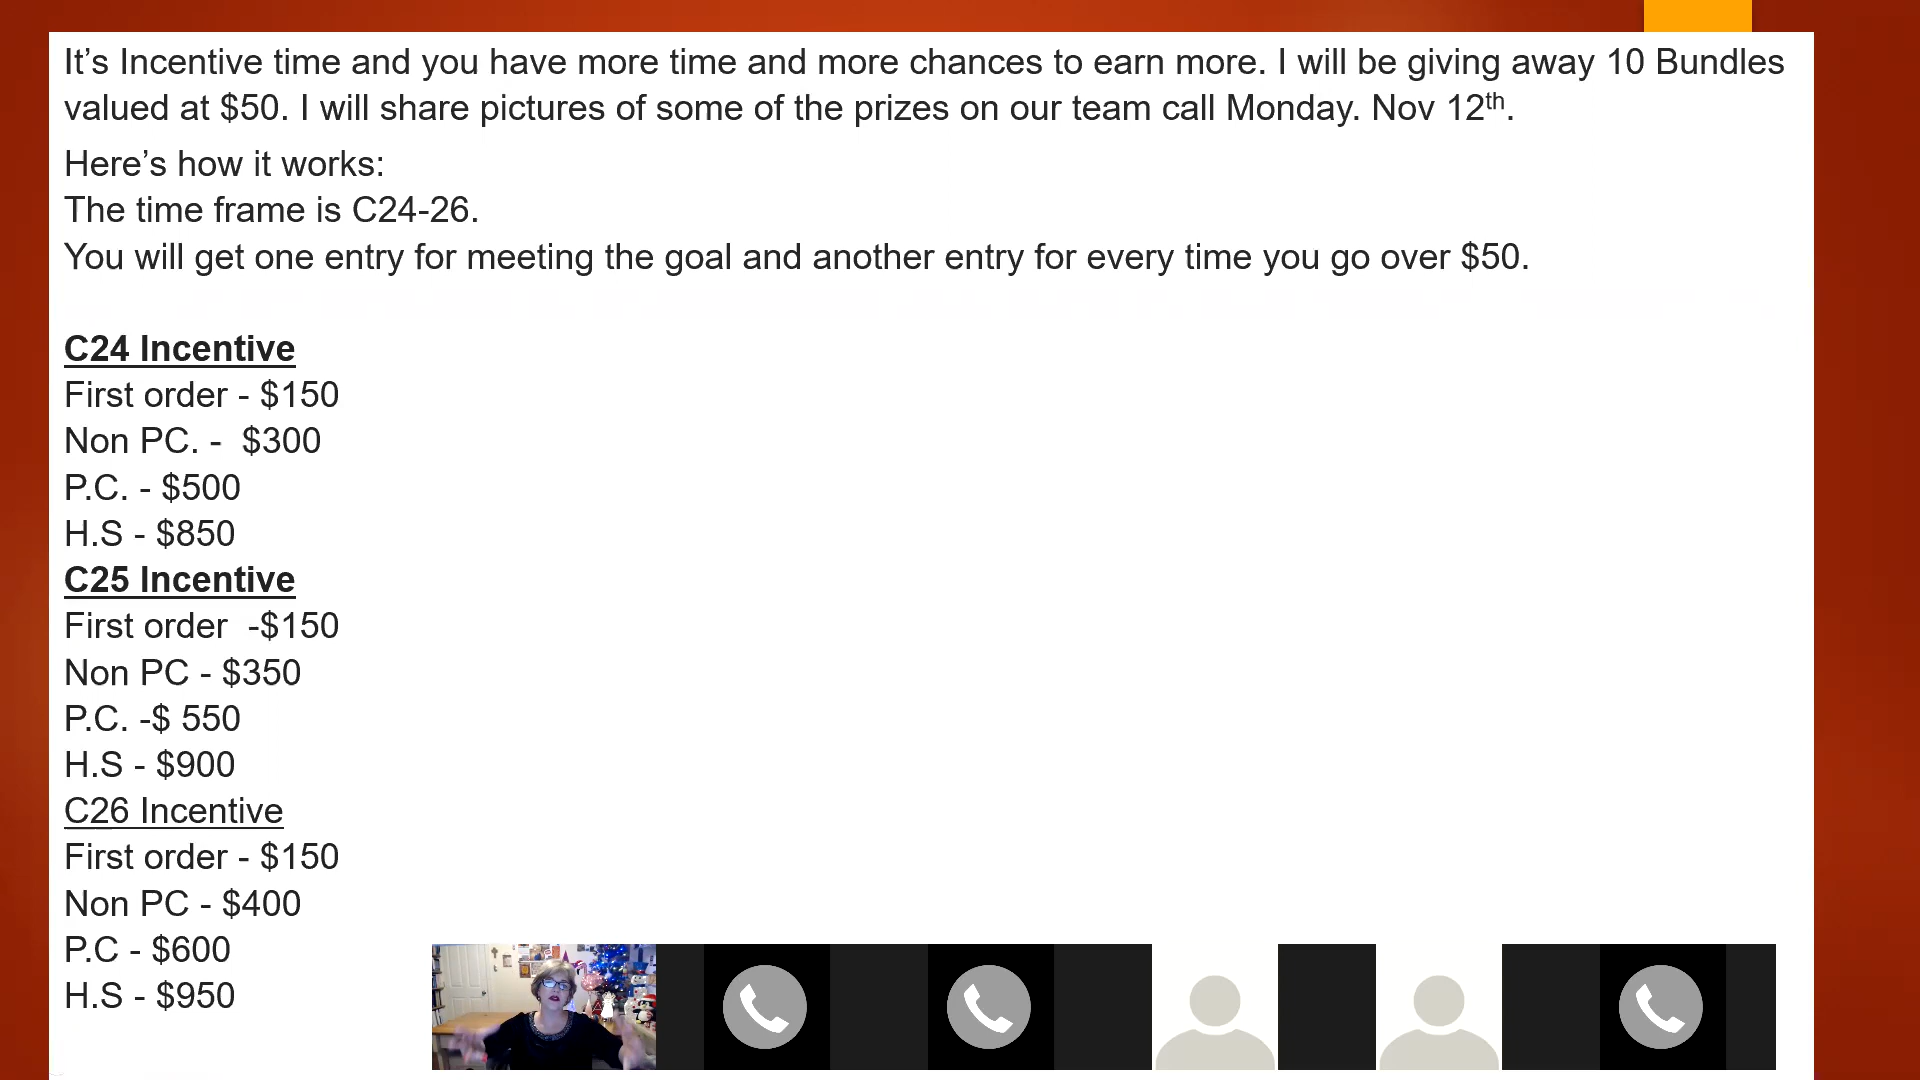 It’s Incentive time and you have more time and more chances to earn more. I will be giving away 10 Bundles
valued at $50. I will share pictures of some of the prizes on our team call Monday. Nov 12th.
Here’s how it works:
The time frame is C24-26.
You will get one entry for meeting the goal and another entry for every time you go over $50.
C24 Incentive
First order - $150
Non PC. -  $300
P.C. - $500
H.S - $850
C25 Incentive
First order  -$150
Non PC - $350
P.C. -$ 550
H.S - $900
C26 Incentive
First order - $150
Non PC - $400
P.C - $600
H.S - $950